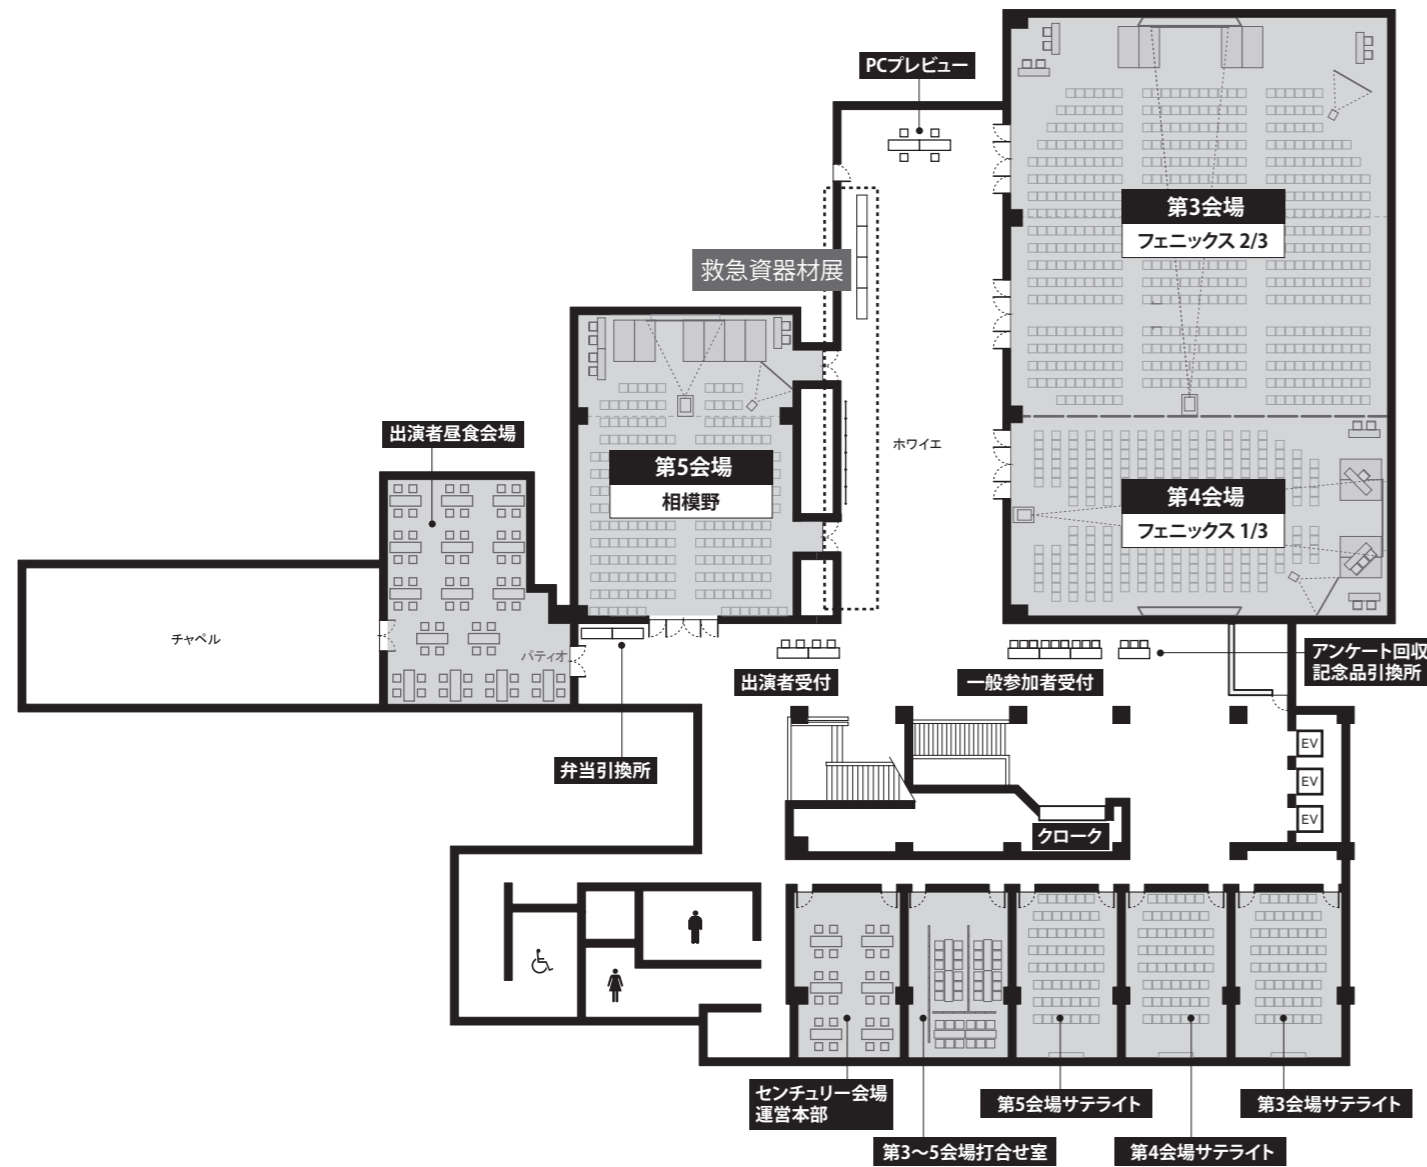 PCプレビュー
第3会場
フェニックス 2/3
救急資器材展
出演者昼食会場
ホワイエ
第5会場
相模野
第4会場
フェニックス 1/3
チャペル
パティオ
出演者受付
一般参加者受付
アンケート回収
記念品引換所
弁当引換所
EV
EV
EV
クローク
センチュリー会場
運営本部
第5会場サテライト
第3会場サテライト
第3～5会場打合せ室
第4会場サテライト